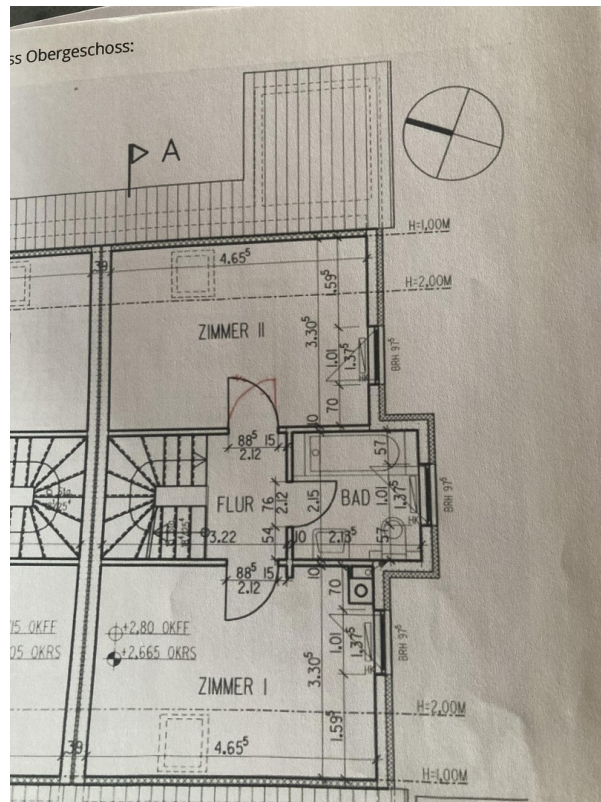 ss Obergeschoss:
A
H=1,00M
39
4.65⁵
H=2,00M
1.59⁵
ZIMMER II
3.30⁵
1.01
1.37⁵
BRH 97⁵
HK
70
10
88⁵ 15
2.12
57
FLUR
76
2.12
2.15
BAD
1.01
1.37⁵
BRH 97⁵
3.22
54
10
2.13⁵
57
88⁵ 15
2.12
10
70
15 OKFF
+2,80 OKFF
05 OKRS
+2,665 OKRS
1.01
1.37⁵
BRH 97⁵
HK
ZIMMER I
3.30⁵
H=2,00M
1.59⁵
39
4.65⁵
H=1,00M